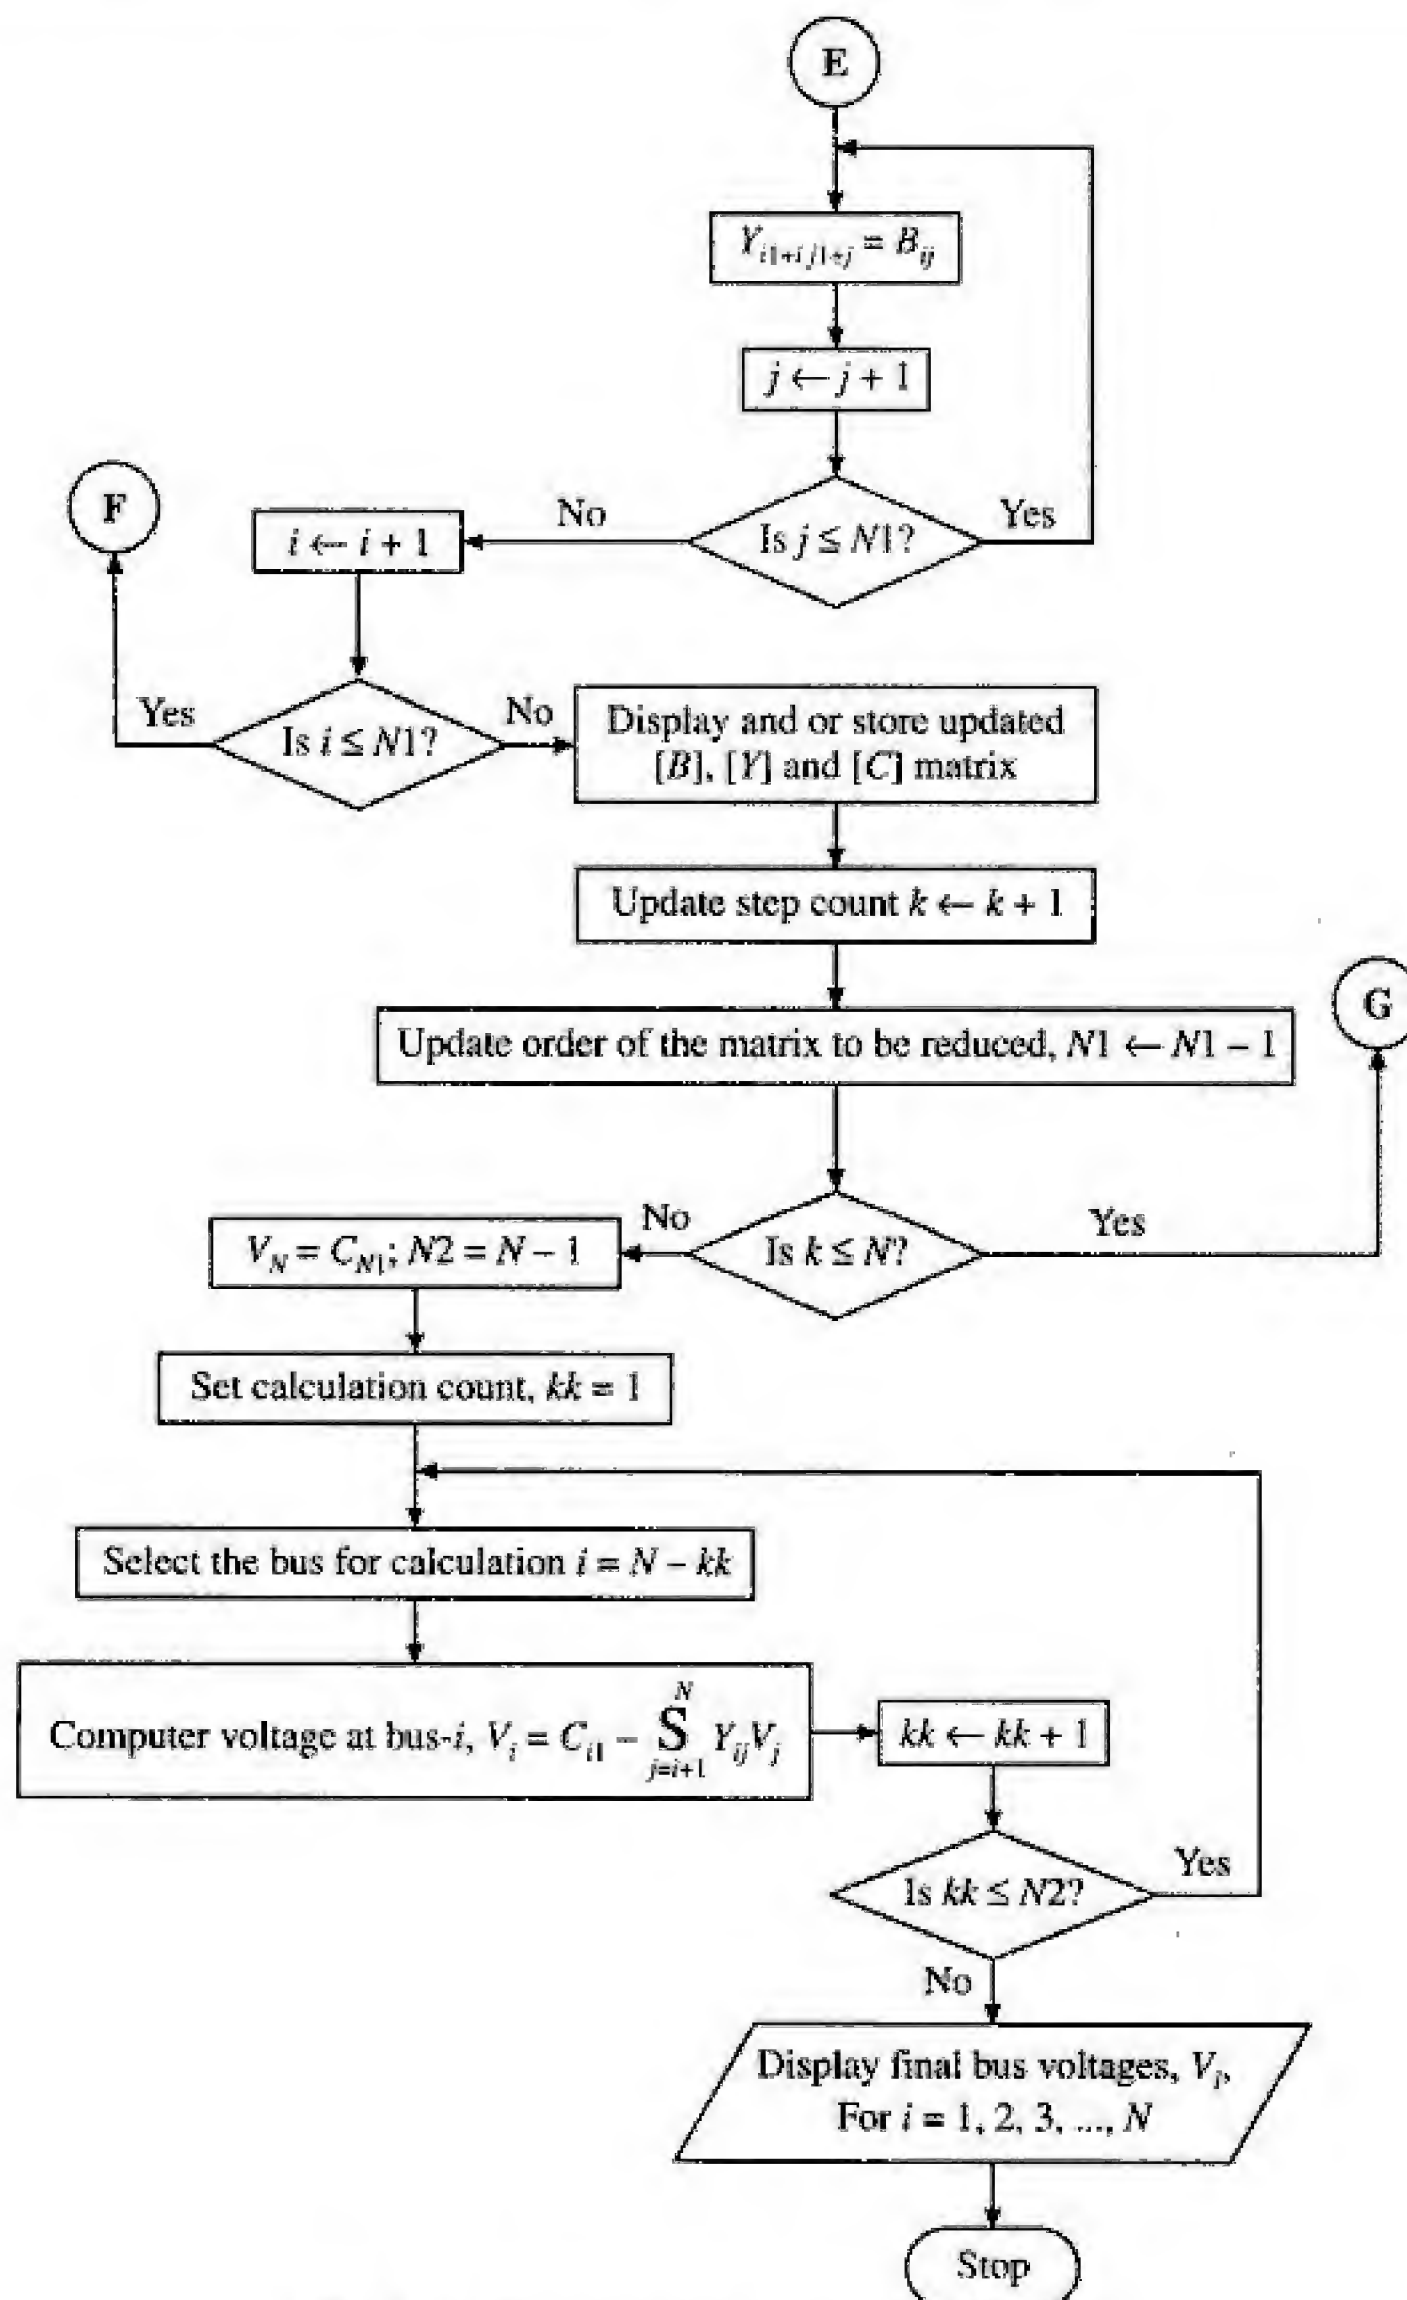 E
Y_{i1+i j1+j} = B_{ij}
j ← j + 1
Is j ≤ N1?
Yes
No
i ← i + 1
F
Is i ≤ N1?
Yes
No
Display and or store updated
[B], [Y] and [C] matrix
Update step count k ← k + 1
Update order of the matrix to be reduced, N1 ← N1 – 1
G
Is k ≤ N?
Yes
No
V_N = C_{N1}; N2 = N – 1
Set calculation count, kk = 1
Select the bus for calculation i = N – kk
Computer voltage at bus-i, V_i = C_{i1} – S_{j=i+1}^{N} Y_{ij}V_j
kk ← kk + 1
Is kk ≤ N2?
Yes
No
Display final bus voltages, V_i,
For i = 1, 2, 3, ..., N
Stop